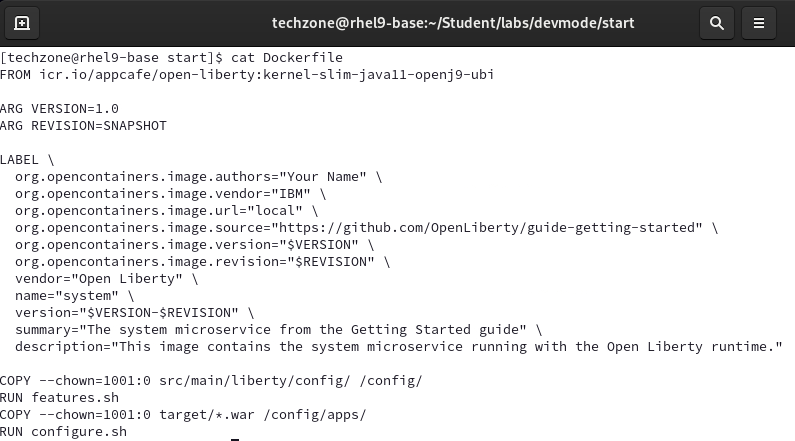 techzone@rhel9-base:~/Student/labs/devmode/start
[techzone@rhel9-base start]$ cat Dockerfile
FROM icr.io/appcafe/open-liberty:kernel-slim-java11-openj9-ubi

ARG VERSION=1.0
ARG REVISION=SNAPSHOT

LABEL \
  org.opencontainers.image.authors="Your Name" \
  org.opencontainers.image.vendor="IBM" \
  org.opencontainers.image.url="local" \
  org.opencontainers.image.source="https://github.com/OpenLiberty/guide-getting-started" \
  org.opencontainers.image.version="$VERSION" \
  org.opencontainers.image.revision="$REVISION" \
  vendor="Open Liberty" \
  name="system" \
  version="$VERSION-$REVISION" \
  summary="The system microservice from the Getting Started guide" \
  description="This image contains the system microservice running with the Open Liberty runtime."

COPY --chown=1001:0 src/main/liberty/config/ /config/
RUN features.sh
COPY --chown=1001:0 target/*.war /config/apps/
RUN configure.sh